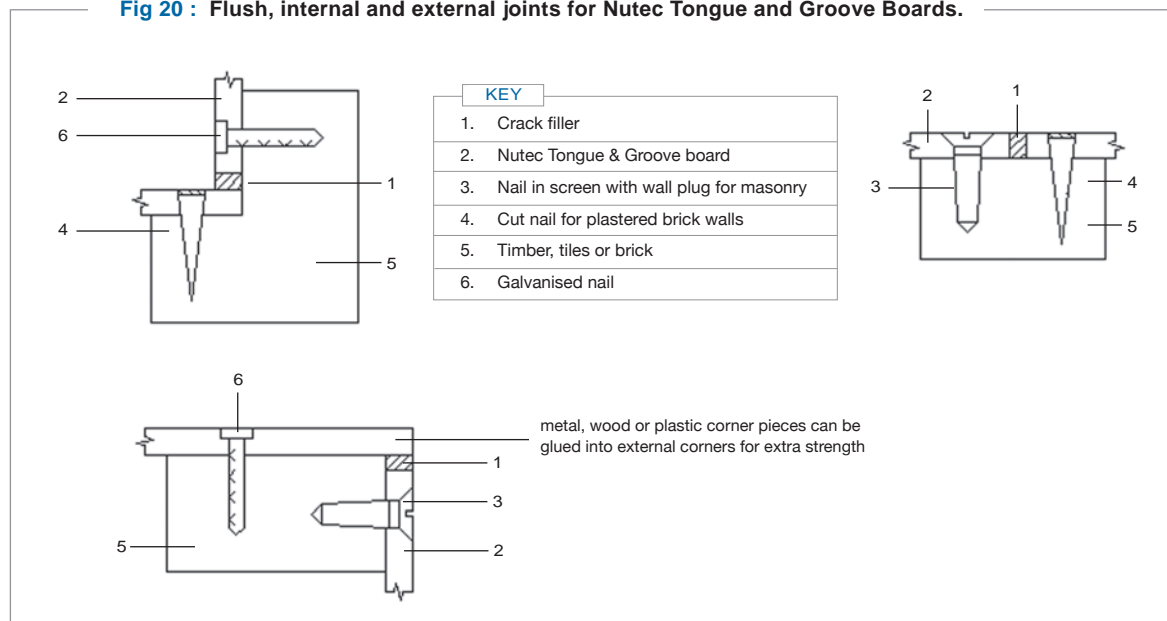 Fig 20 : Flush, internal and external joints for Nutec Tongue and Groove Boards.
2
6
1
4
5
KEY
1. Crack filler
2. Nutec Tongue & Groove board
3. Nail in screen with wall plug for masonry
4. Cut nail for plastered brick walls
5. Timber, tiles or brick
6. Galvanised nail
2
1
3
4
5
6
metal, wood or plastic corner pieces can be
glued into external corners for extra strength
1
3
5
2